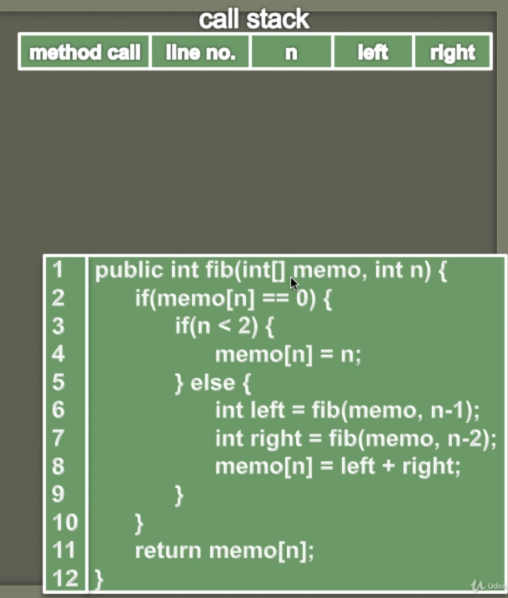 call stack
method call line no. n left right
1 public int fib(int[] memo, int n) {
2 if(memo[n] == 0) {
3 if(n < 2) {
4 memo[n] = n;
5 } else {
6 int left = fib(memo, n-1);
7 int right = fib(memo, n-2);
8 memo[n] = left + right;
9 }
10 }
11 return memo[n];
12 }